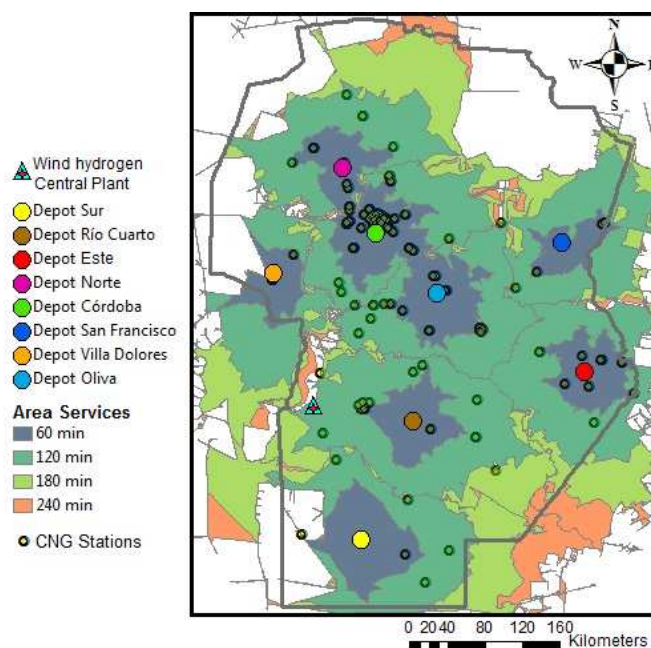 N
W
E
S
Wind hydrogen
Central Plant
Depot Sur
Depot Río Cuarto
Depot Este
Depot Norte
Depot Córdoba
Depot San Francisco
Depot Villa Dolores
Depot Oliva
Area Services
60 min
120 min
180 min
240 min
CNG Stations
0 20 40 80 120 160
Kilometers